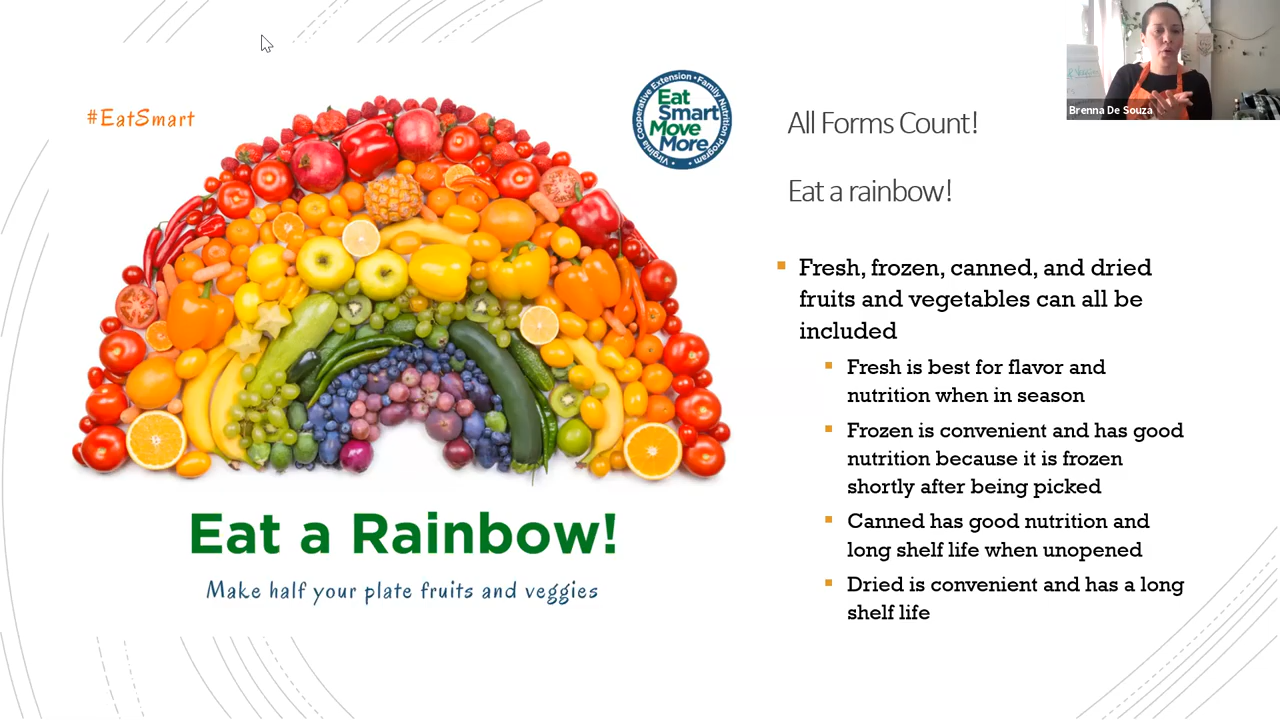 #EatSmart
Virginia Cooperative Extension • Family Nutrition Program •
Eat
Smart
Move
More
Eat a Rainbow!
Make half your plate fruits and veggies
Brenna De Souza
All Forms Count!
Eat a rainbow!
Fresh, frozen, canned, and dried
fruits and vegetables can all be
included
Fresh is best for flavor and
nutrition when in season
Frozen is convenient and has good
nutrition because it is frozen
shortly after being picked
Canned has good nutrition and
long shelf life when unopened
Dried is convenient and has a long
shelf life